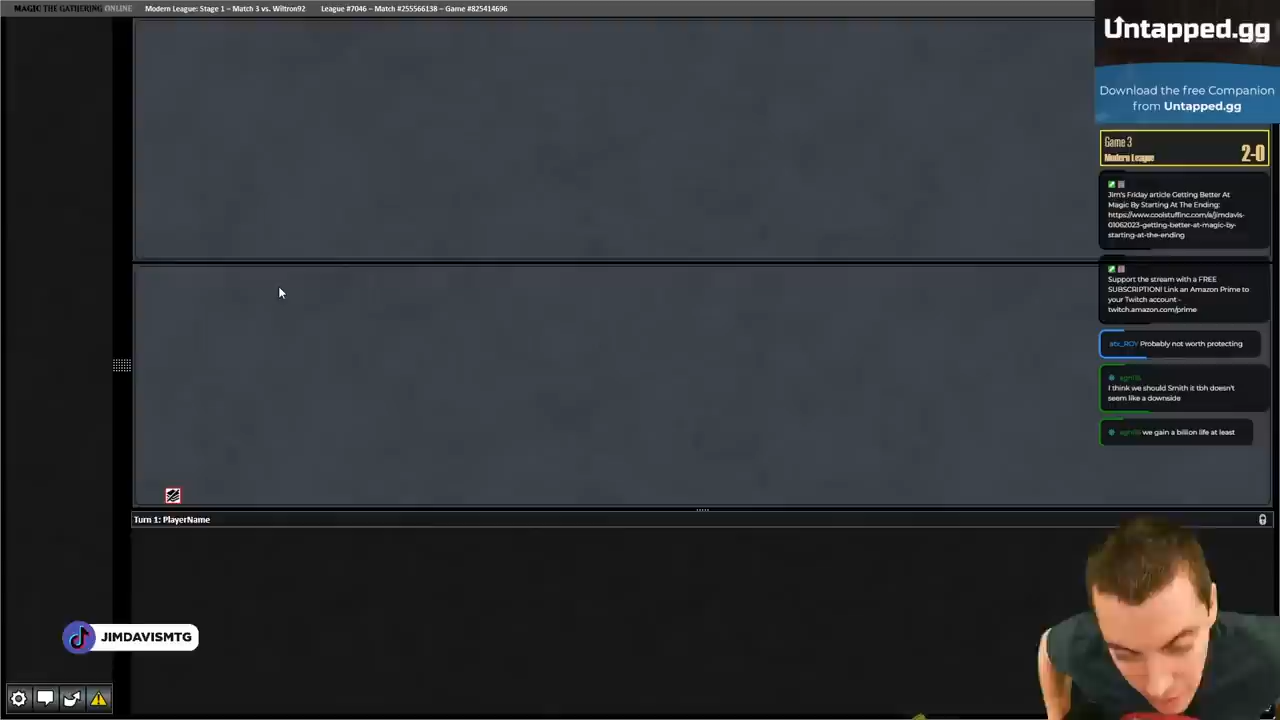 MAGIC THE GATHERING ONLINE
Modern League: Stage 1 – Match 3 vs. Wiltron92
League #7046 – Match #255566138 – Game #825414696
Untapped.gg
Download the free Companion
from Untapped.gg
Game 3
Modern League
2-0
Jim's Friday article Getting Better At
Magic By Starting At The Ending:
https://www.coolstuffinc.com/a/jimdavis-
01062023-getting-better-at-magic-by-
starting-at-the-ending
Support the stream with a FREE
SUBSCRIPTION! Link an Amazon Prime to
your Twitch account -
twitch.amazon.com/prime
atx_ROY Probably not worth protecting
I think we should Smith it tbh doesn't
seem like a downside
we gain a billion life at least
Turn 1: PlayerName
JIMDAVISMTG